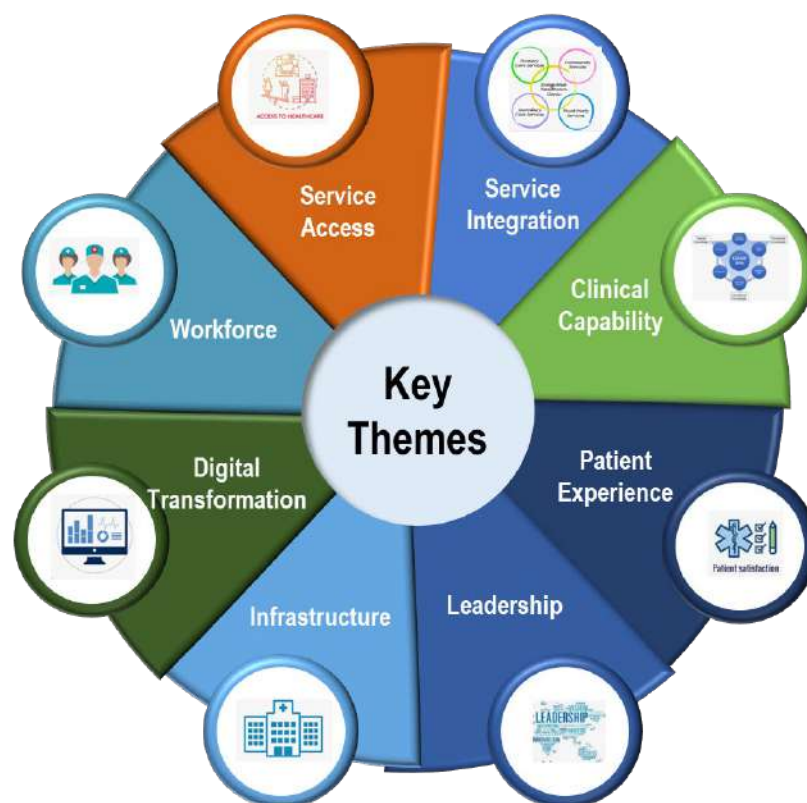 Key
Themes
Service
Access
ACCESS TO HEALTHCARE
Service
Integration
Clinical
Capability
Patient
Experience
Patient satisfaction
Leadership
LEADERSHIP
Infrastructure
Digital
Transformation
Workforce